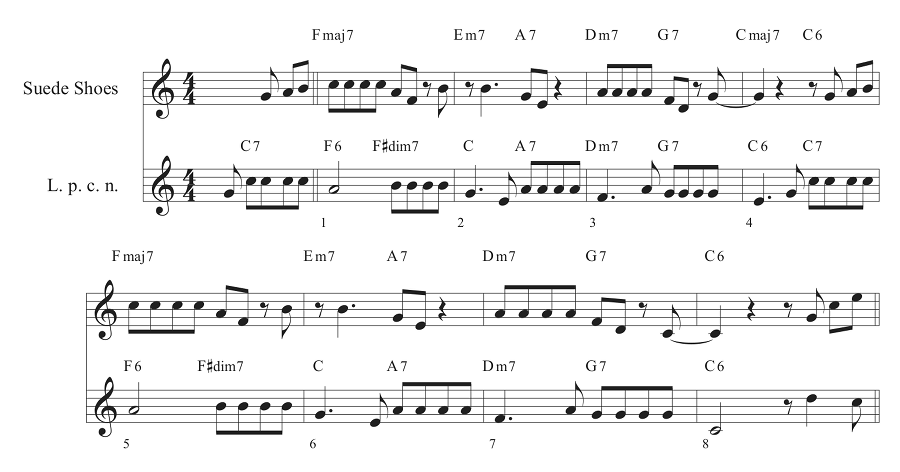 Fmaj7 Em7 A7 Dm7 G7 Cmaj7 C6
Suede Shoes
C7 F6 F♯dim7 C A7 Dm7 G7 C6 C7
L. p. c. n.
1 2 3 4
Fmaj7 Em7 A7 Dm7 G7 C6
F6 F♯dim7 C A7 Dm7 G7 C6
5 6 7 8